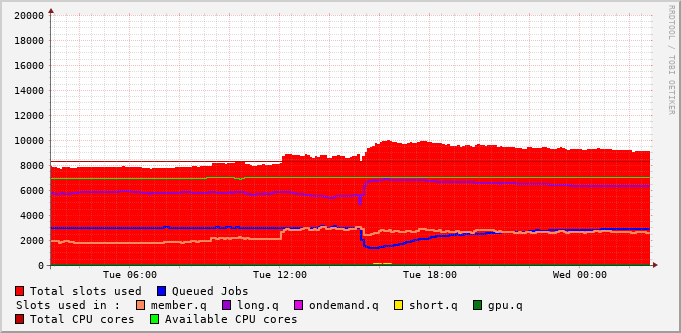 RRDTOOL / TOBI OETIKER
20000
18000
16000
14000
12000
10000
8000
6000
4000
2000
0
Tue 06:00 Tue 12:00 Tue 18:00 Wed 00:00
Total slots used Queued Jobs
Slots used in : member.q long.q ondemand.q short.q gpu.q
Total CPU cores Available CPU cores